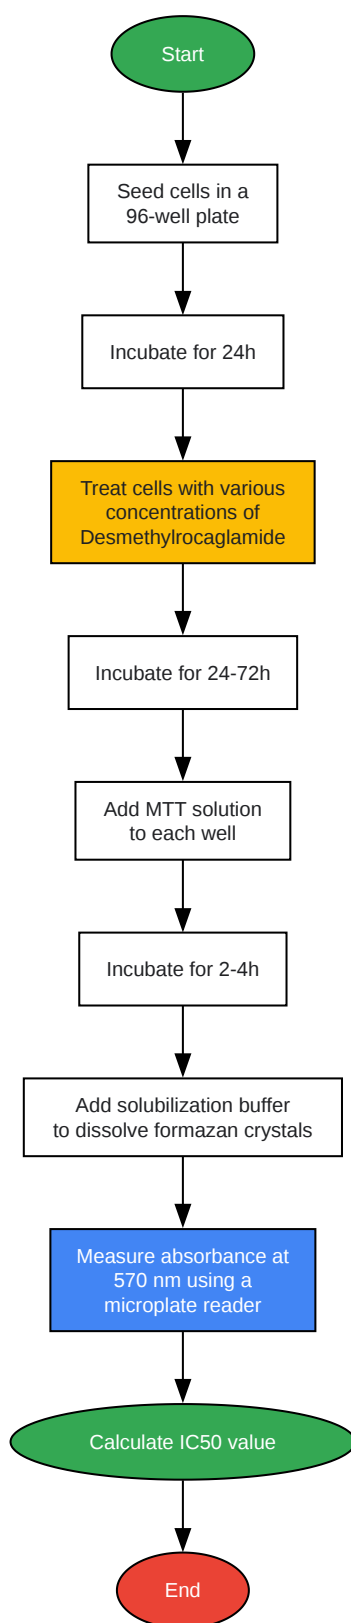 Start
Seed cells in a
96-well plate
Incubate for 24h
Treat cells with various
concentrations of
Desmethylrocaglamide
Incubate for 24-72h
Add MTT solution
to each well
Incubate for 2-4h
Add solubilization buffer
to dissolve formazan crystals
Measure absorbance at
570 nm using a
microplate reader
Calculate IC50 value
End